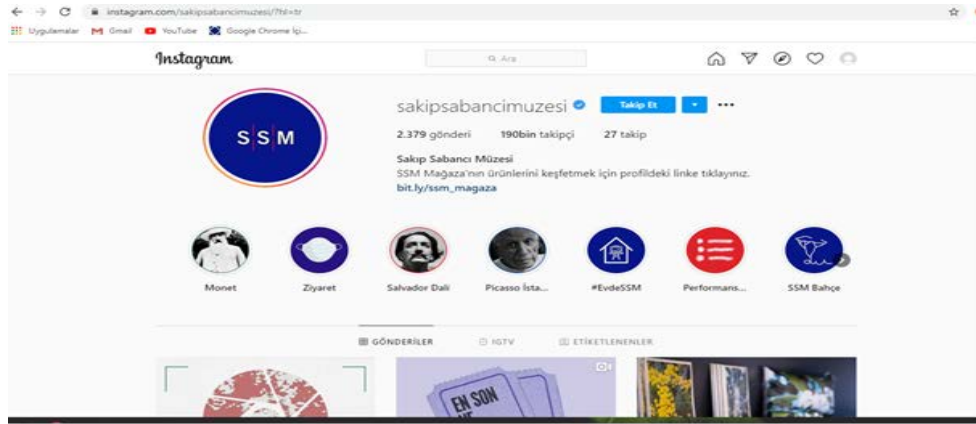 instagram.com/sakipsabancimuzesi/?hl=tr
Uygulamalar Gmail YouTube Google Chrome İçi...
Instagram
Ara
SSM
sakipsabancimuzesi Takip Et
2.379 gönderi 190bin takipçi 27 takip
Sakıp Sabancı Müzesi
SSM Mağaza'nın ürünlerini keşfetmek için profildeki linke tıklayınız.
bit.ly/ssm_magaza
Monet Ziyaret Salvador Dali Picasso İsta... #EvdeSSM Performans... SSM Bahçe
GÖNDERİLER IGTV ETİKETLENENLER
EN SON